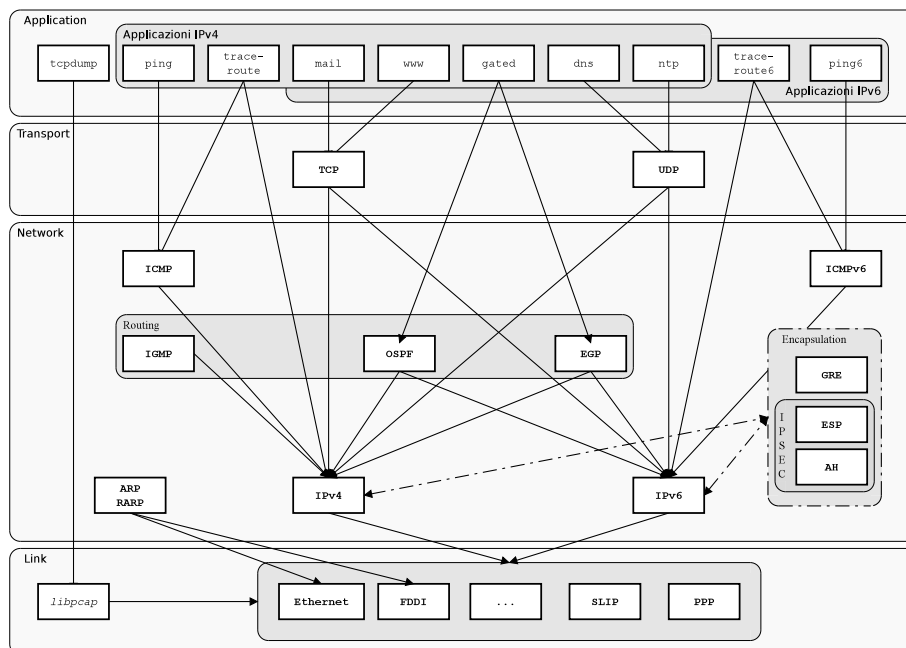 Application
Applicazioni IPv4
tcpdump
ping
trace-
route
mail
www
gated
dns
ntp
trace-
route6
ping6
Applicazioni IPv6
Transport
TCP
UDP
Network
ICMP
ICMPv6
Routing
IGMP
OSPF
EGP
Encapsulation
GRE
IPSEC
ESP
AH
ARP
RARP
IPv4
IPv6
Link
libpcap
Ethernet
FDDI
...
SLIP
PPP